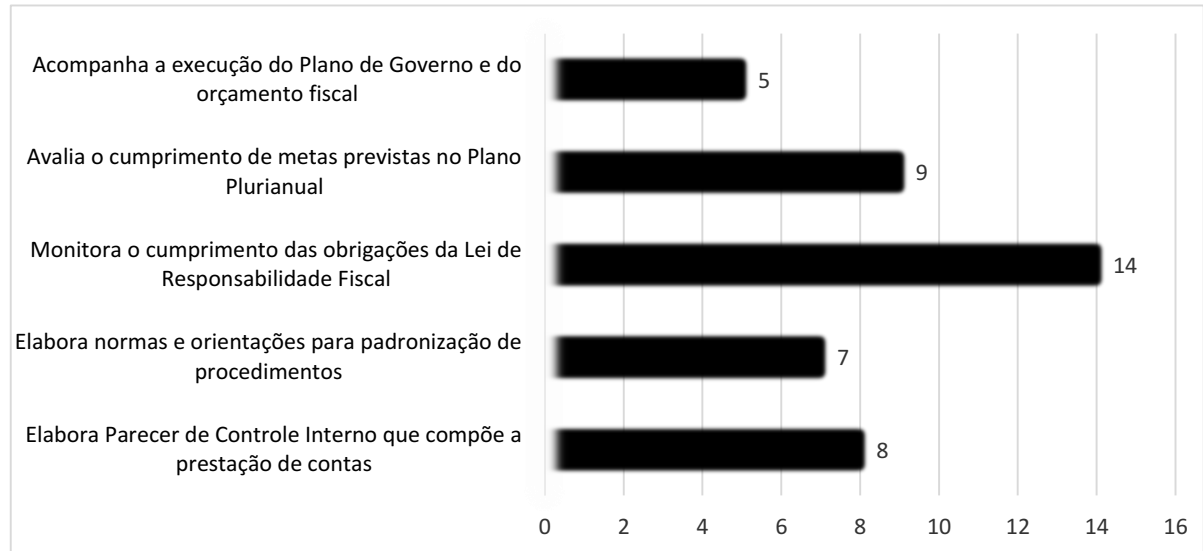 Acompanha a execução do Plano de Governo e do
orçamento fiscal
5
Avalia o cumprimento de metas previstas no Plano
Plurianual
9
Monitora o cumprimento das obrigações da Lei de
Responsabilidade Fiscal
14
Elabora normas e orientações para padronização de
procedimentos
7
Elabora Parecer de Controle Interno que compõe a
prestação de contas
8
0 2 4 6 8 10 12 14 16